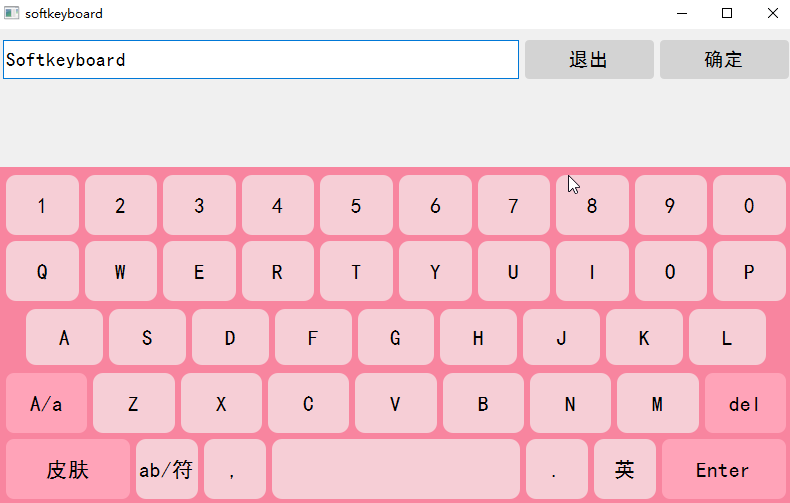 softkeyboard
Softkeyboard 退出 确定
1 2 3 4 5 6 7 8 9 0
Q W E R T Y U I O P
A S D F G H J K L
A/a Z X C V B N M del
皮肤 ab/符 , . 英 Enter